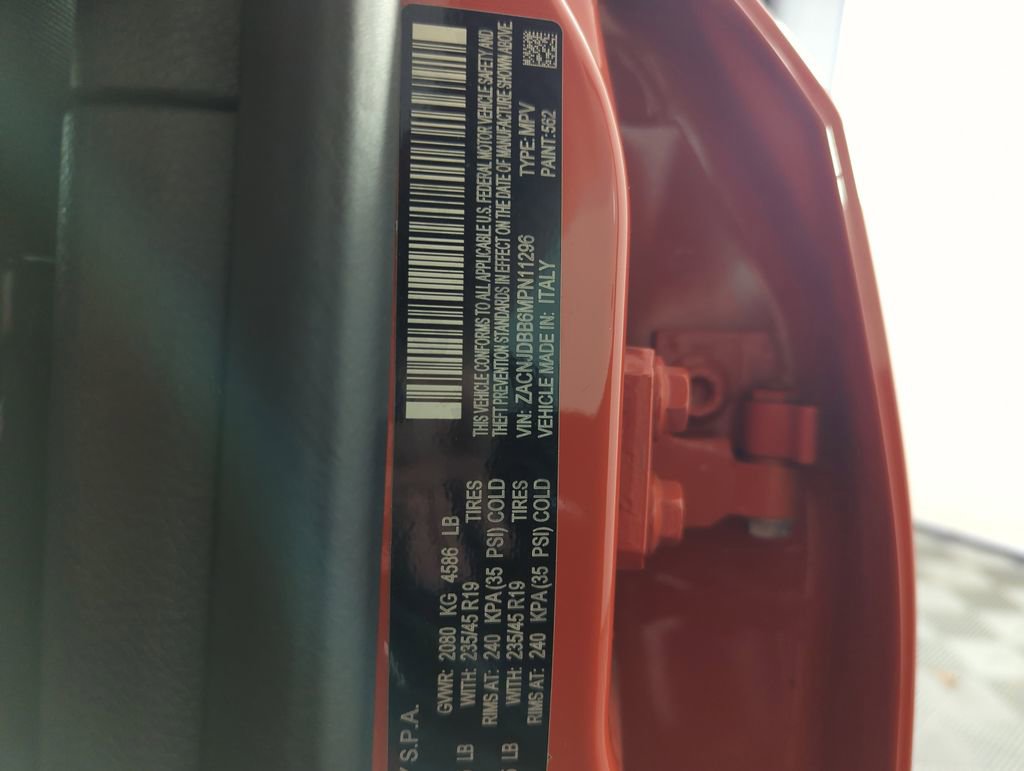 Y S.P.A.
GVWR: 2080 KG 4586 LB
LB WITH: 235/45 R19 TIRES
RIMS AT: 240 KPA(35 PSI) COLD
LB WITH: 235/45 R19 TIRES
RIMS AT: 240 KPA(35 PSI) COLD
THIS VEHICLE CONFORMS TO ALL APPLICABLE U.S. FEDERAL MOTOR VEHICLE SAFETY AND
THEFT PREVENTION STANDARDS IN EFFECT ON THE DATE OF MANUFACTURE SHOWN ABOVE
VIN: ZACNJDBB6MPN11296 TYPE: MPV
VEHICLE MADE IN: ITALY PAINT:562